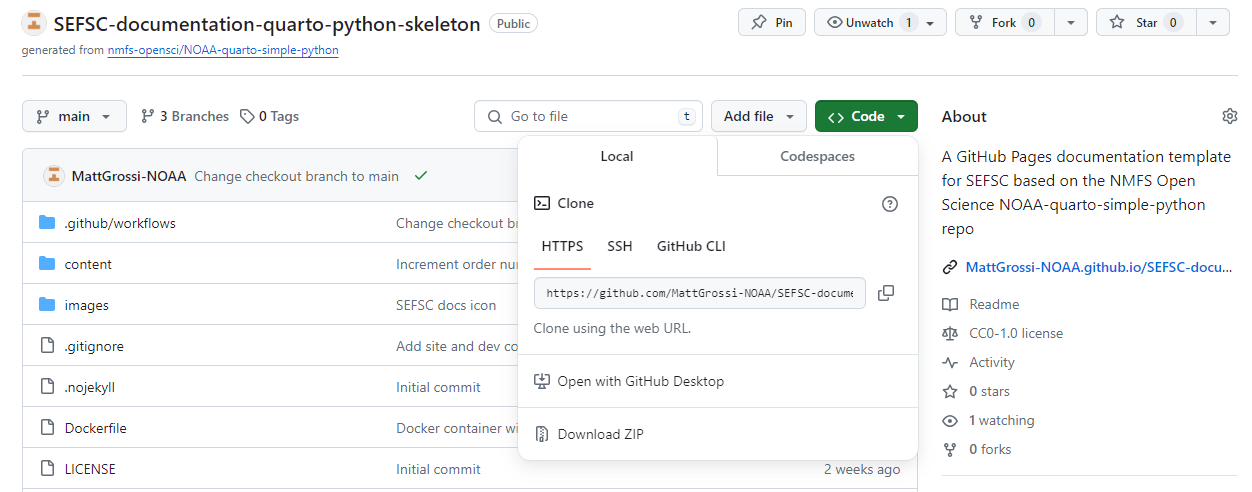 SEFSC-documentation-quarto-python-skeleton Public
Pin Unwatch 1 Fork 0 Star 0
generated from nmfs-opensci/NOAA-quarto-simple-python
main 3 Branches 0 Tags Go to file t Add file Code
MattGrossi-NOAA Change checkout branch to main
.github/workflows Change checkout br
content Increment order nur
images SEFSC docs icon
.gitignore Add site and dev co
.nojekyll Initial commit
Dockerfile Docker container wi
LICENSE Initial commit 2 weeks ago
Local Codespaces
Clone
HTTPS SSH GitHub CLI
https://github.com/MattGrossi-NOAA/SEFSC-docume
Clone using the web URL.
Open with GitHub Desktop
Download ZIP
About
A GitHub Pages documentation template
for SEFSC based on the NMFS Open
Science NOAA-quarto-simple-python
repo
MattGrossi-NOAA.github.io/SEFSC-docu...
Readme
CC0-1.0 license
Activity
0 stars
1 watching
0 forks